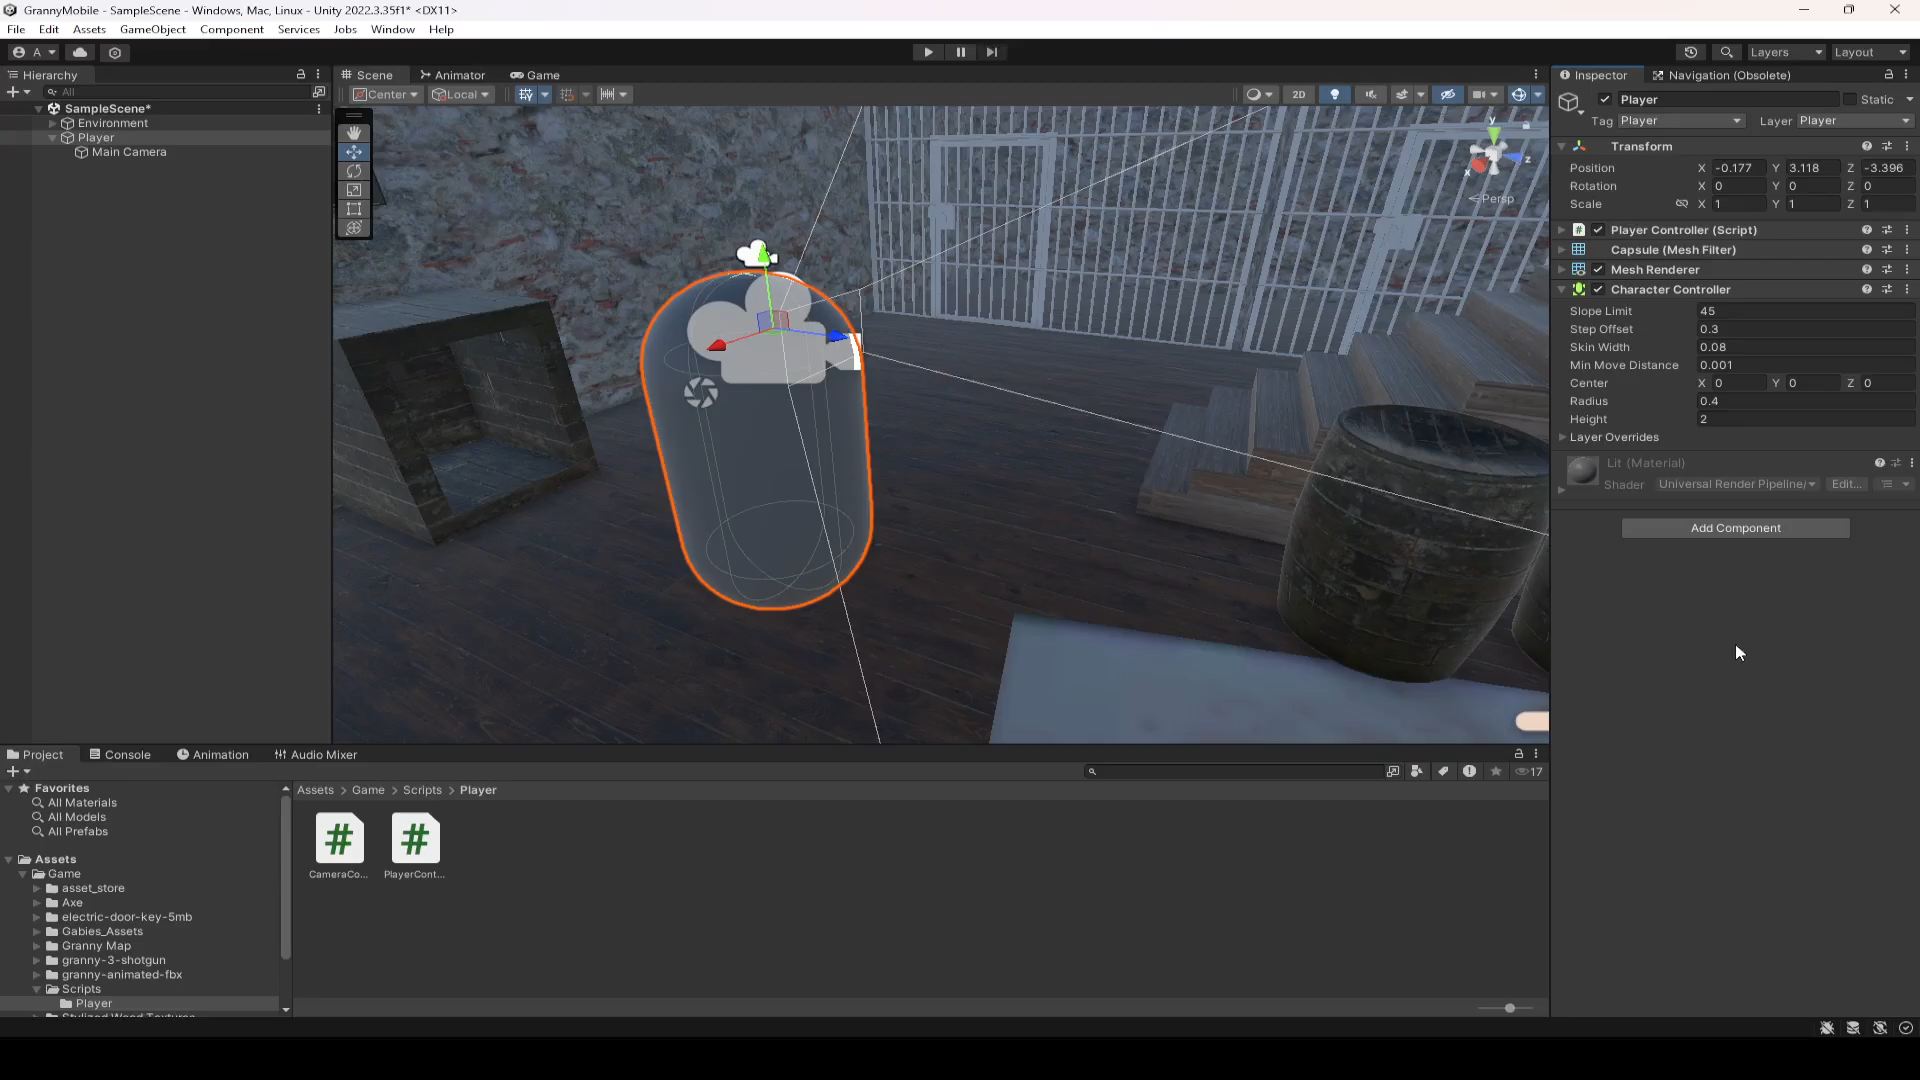 GrannyMobile - SampleScene - Windows, Mac, Linux - Unity 2022.3.35f1* <DX11>
File Edit Assets GameObject Component Services Jobs Window Help
A Layers Layout
Hierarchy
All
SampleScene*
Environment
Player
Main Camera
Scene Animator Game
Center Local 2D
y
z
x
Persp
Inspector Navigation (Obsolete)
Player Static
Tag Player Layer Player
Transform
Position X -0.177 Y 3.118 Z -3.396
Rotation X 0 Y 0 Z 0
Scale X 1 Y 1 Z 1
Player Controller (Script)
Capsule (Mesh Filter)
Mesh Renderer
Character Controller
Slope Limit 45
Step Offset 0.3
Skin Width 0.08
Min Move Distance 0.001
Center X 0 Y 0 Z 0
Radius 0.4
Height 2
Layer Overrides
Lit (Material)
Shader Universal Render Pipeline/ Edit...
Add Component
Project Console Animation Audio Mixer
17
Favorites
All Materials
All Models
All Prefabs
Assets
Game
asset_store
Axe
electric-door-key-5mb
Gabies_Assets
Granny Map
granny-3-shotgun
granny-animated-fbx
Scripts
Player
Assets > Game > Scripts > Player
CameraCo... PlayerCont...